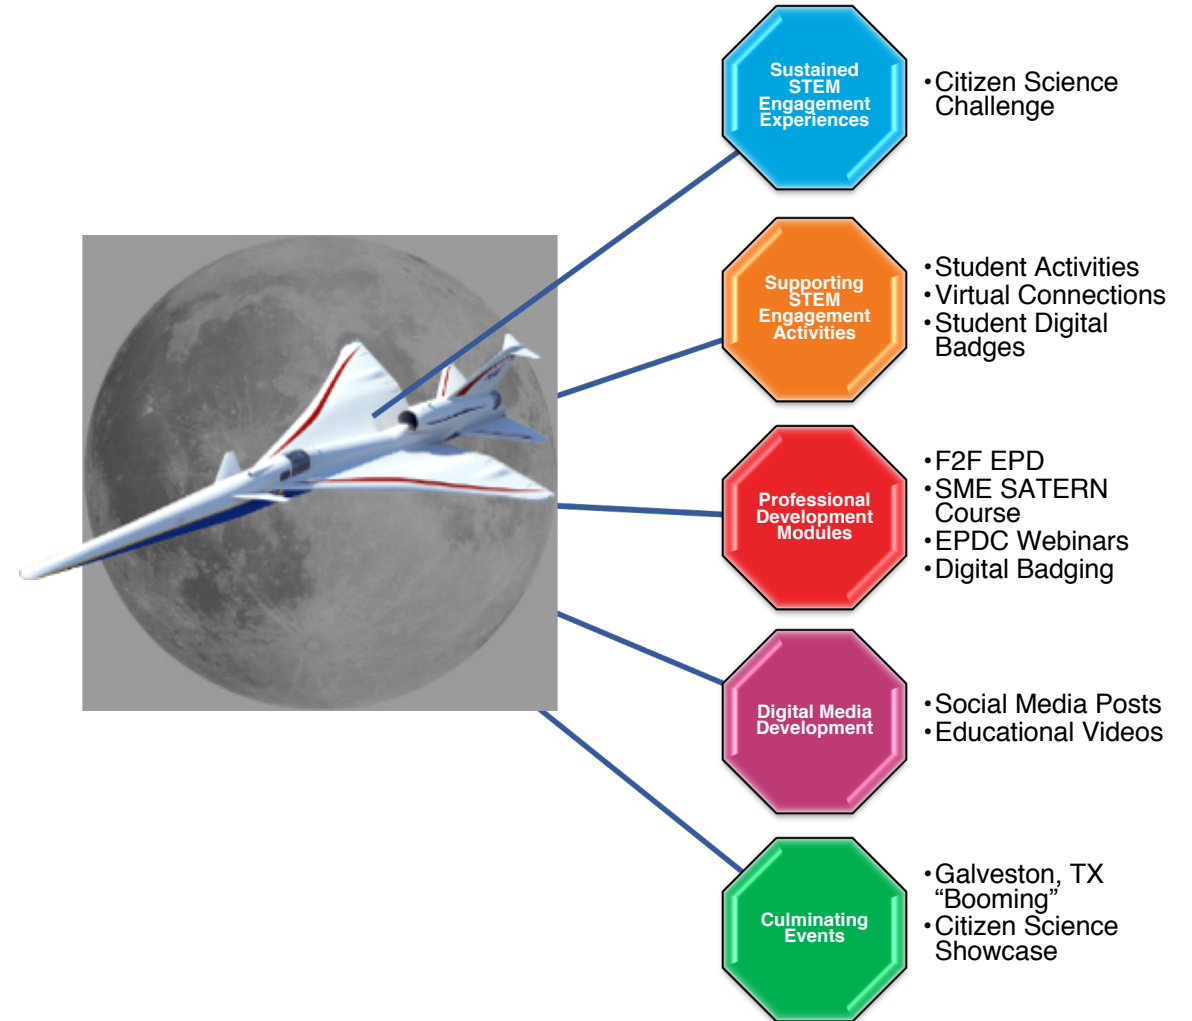 Sustained
STEM
Engagement
Experiences
•Citizen Science
Challenge
Supporting
STEM
Engagement
Activities
•Student Activities
•Virtual Connections
•Student Digital
Badges
Professional
Development
Modules
•F2F EPD
•SME SATERN
Course
•EPDC Webinars
•Digital Badging
Digital Media
Development
•Social Media Posts
•Educational Videos
Culminating
Events
•Galveston, TX
“Booming”
•Citizen Science
Showcase